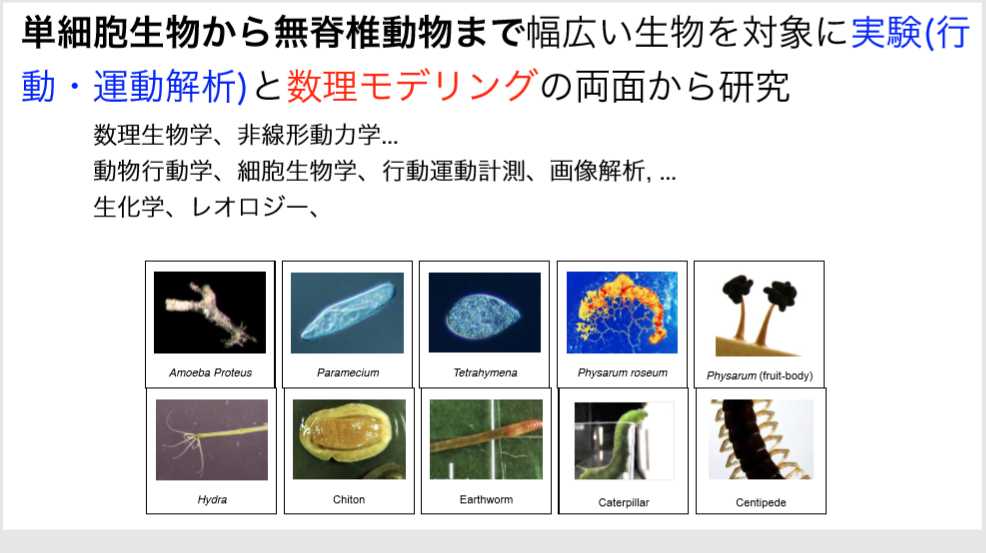 単細胞生物から無脊椎動物まで幅広い生物を対象に実験(行
動・運動解析)と数理モデリングの両面から研究
数理生物学、非線形動力学...
動物行動学、細胞生物学、行動運動計測、画像解析, ...
生化学、レオロジー、
Amoeba Proteus
Paramecium
Tetrahymena
Physarum roseum
Physarum (fruit-body)
Hydra
Chiton
Earthworm
Caterpillar
Centipede